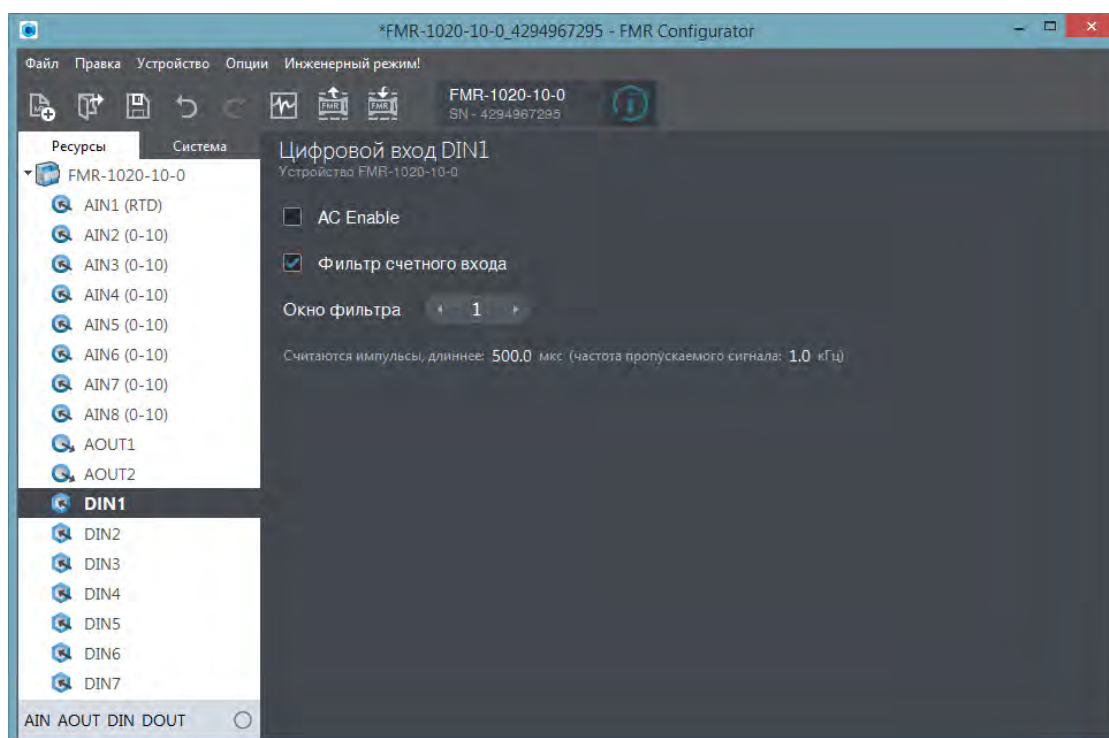 *FMR-1020-10-0_4294967295 - FMR Configurator
Файл Правка Устройство Опции Инженерный режим!
FMR FMR
FMR-1020-10-0
SN - 4294967295
Ресурсы Система
FMR-1020-10-0
AIN1 (RTD)
AIN2 (0-10)
AIN3 (0-10)
AIN4 (0-10)
AIN5 (0-10)
AIN6 (0-10)
AIN7 (0-10)
AIN8 (0-10)
AOUT1
AOUT2
DIN1
DIN2
DIN3
DIN4
DIN5
DIN6
DIN7
AIN AOUT DIN DOUT
Цифровой вход DIN1
Устройство FMR-1020-10-0
AC Enable
Фильтр счетного входа
Окно фильтра 1
Считаются импульсы, длиннее: 500.0 мкс (частота пропускаемого сигнала: 1.0 кГц)